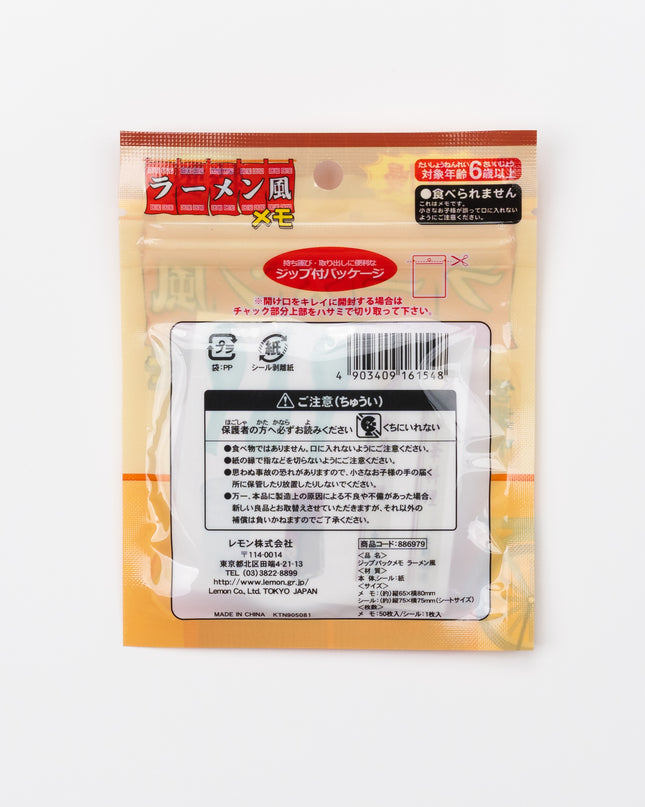 ラーメン風
メモ
たいしょうねんれい さいいじょう
対象年齢6歳以上
●食べられません
これはメモです。
小さなお子様が誤って口に入れない
ようにご注意ください。
持ち運び・取り出しに便利な
ジップ付パッケージ
※開け口をキレイに開封する場合は
チャック部分上部をハサミで切り取って下さい。
プラ
袋:PP
紙
シール剥離紙
4 903409 161548
ご注意(ちゅうい)
ほごしゃ かた かなら よ
保護者の方へ必ずお読みください
くちにいれない
●食べ物ではありません。口に入れないようにご注意ください。
●紙の縁で指などを切らないようにご注意ください。
●思わぬ事故の恐れがありますので、小さなお子様の手の届く
所に保管したり放置したりしないでください。
●万一、本品に製造上の原因による不良や不備があった場合、
新しい良品とお取替えさせていただきますが、それ以外の
補償は負いかねますのでご了承ください。
レモン株式会社
〒114-0014
東京都北区田端4-21-13
TEL (03)3822-8899
http://www.lemon.gr.jp/
Lemon Co., Ltd. TOKYO JAPAN
MADE IN CHINA KTN905081
商品コード:886979
<品 名>
ジップパックメモ ラーメン風
<材 質>
本体・シール:紙
<サイズ>
メ モ:(約)縦65×横80mm
シール:(約)縦75×横75mm(シートサイズ)
<枚数>
メモ:50枚入/シール:1枚入